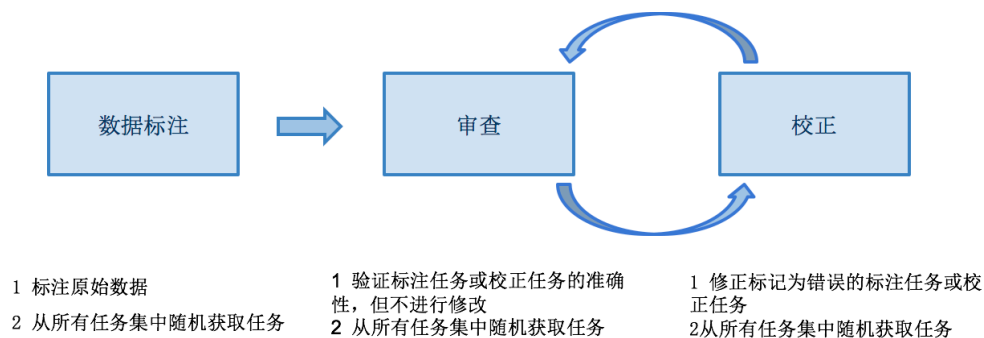 数据标注
审查
校正
1 标注原始数据
2 从所有任务集中随机获取任务
1 验证标注任务或校正任务的准确
性，但不进行修改
2 从所有任务集中随机获取任务
1 修正标记为错误的标注任务或校
正任务
2从所有任务集中随机获取任务